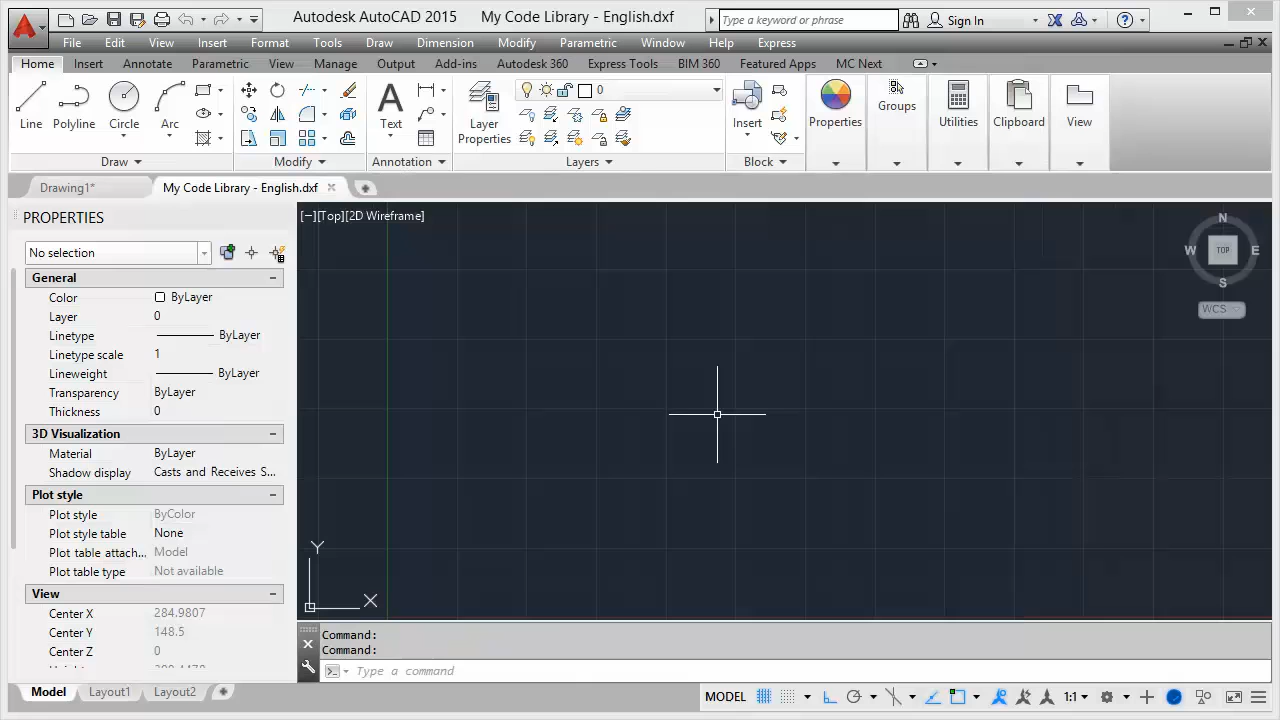 Autodesk AutoCAD 2015 My Code Library - English.dxf
Type a keyword or phrase
Sign In
File Edit View Insert Format Tools Draw Dimension Modify Parametric Window Help Express
Home Insert Annotate Parametric View Manage Output Add-ins Autodesk 360 Express Tools BIM 360 Featured Apps MC Next
Line Polyline Circle Arc
Text
Layer
Properties
0
Insert
Properties
Groups
Utilities
Clipboard
View
Draw Modify Annotation Layers Block
Drawing1* My Code Library - English.dxf
PROPERTIES
No selection
General
Color ByLayer
Layer 0
Linetype ByLayer
Linetype scale 1
Lineweight ByLayer
Transparency ByLayer
Thickness 0
3D Visualization
Material ByLayer
Shadow display Casts and Receives S...
Plot style
Plot style ByColor
Plot style table None
Plot table attach... Model
Plot table type Not available
View
Center X 284.9807
Center Y 148.5
Center Z 0
[−][Top][2D Wireframe]
N
W TOP E
S
WCS
Y
X
Command:
Command:
Type a command
Model Layout1 Layout2
MODEL 1:1